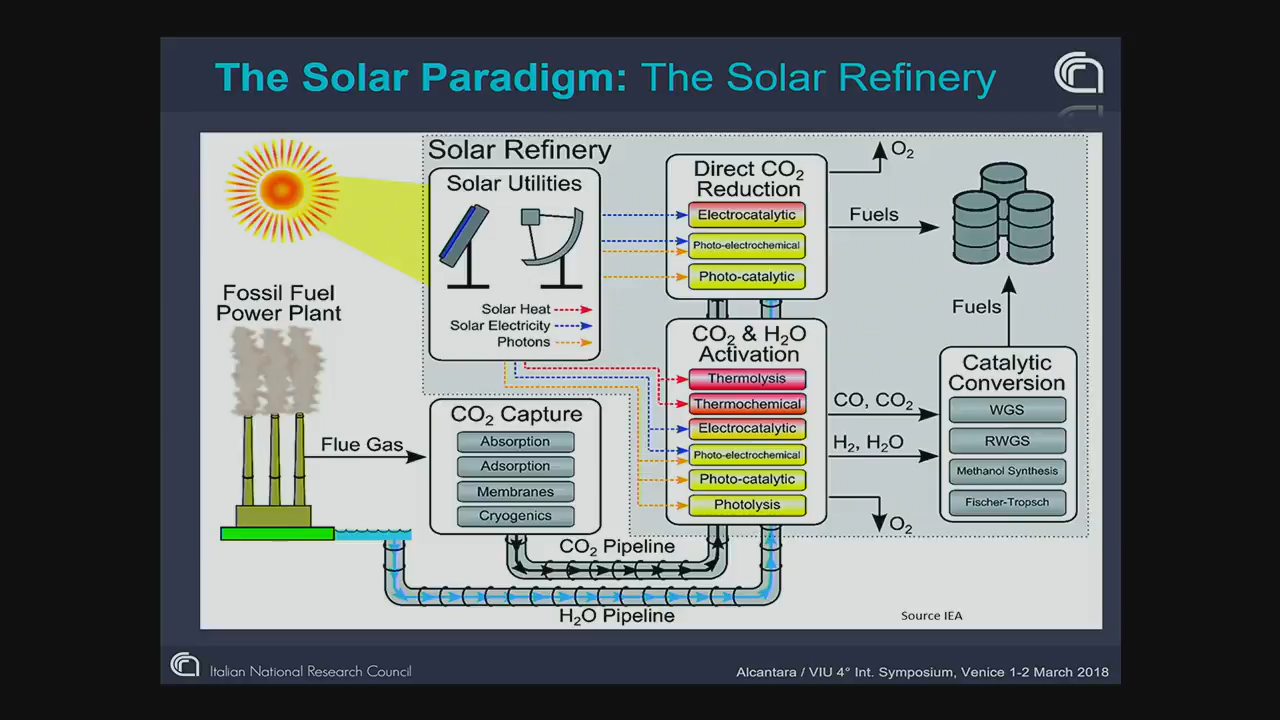 The Solar Paradigm: The Solar Refinery
Solar Refinery
Solar Utilities
Solar Heat
Solar Electricity
Photons
Direct CO₂
Reduction
Electrocatalytic
Photo-electrochemical
Photo-catalytic
O₂
Fuels
Fossil Fuel
Power Plant
Flue Gas
CO₂ Capture
Absorption
Adsorption
Membranes
Cryogenics
CO₂ & H₂O
Activation
Thermolysis
Thermochemical
Electrocatalytic
Photo-electrochemical
Photo-catalytic
Photolysis
CO, CO₂
H₂, H₂O
O₂
Fuels
Catalytic
Conversion
WGS
RWGS
Methanol Synthesis
Fischer-Tropsch
CO₂ Pipeline
H₂O Pipeline
Source IEA
Italian National Research Council
Alcantara / VIU 4° Int. Symposium, Venice 1-2 March 2018